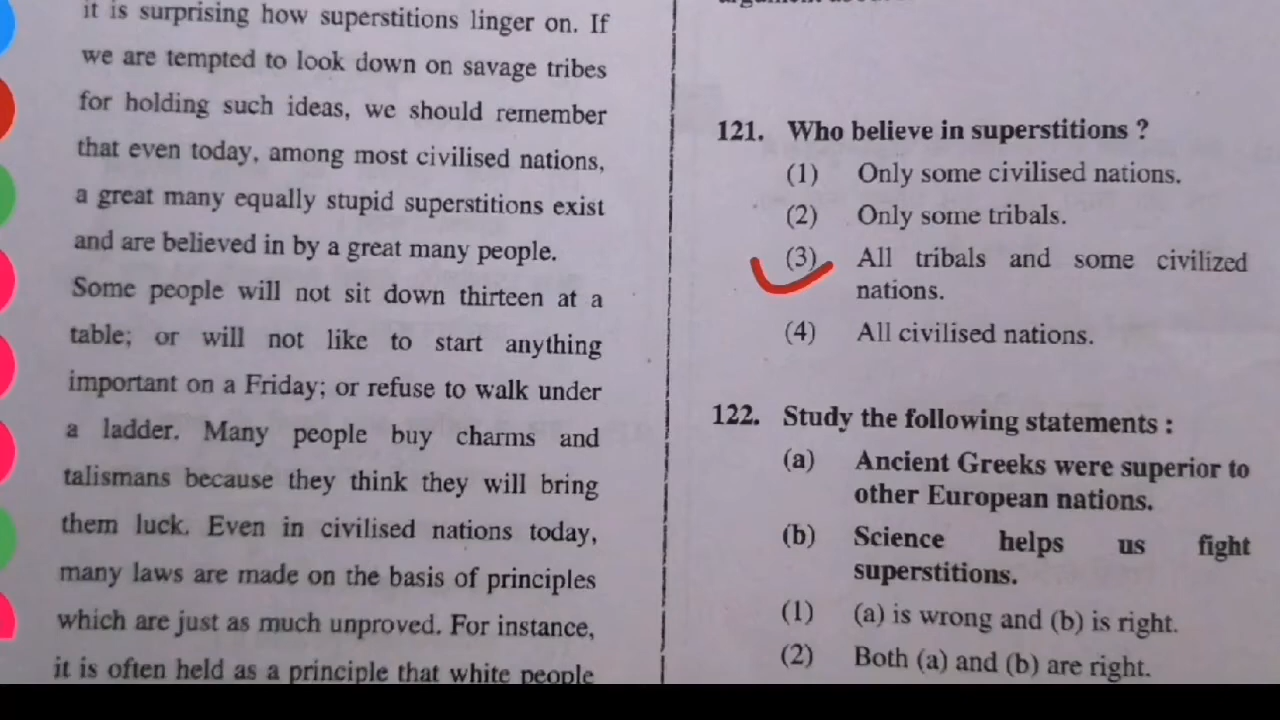 it is surprising how superstitions linger on. If
we are tempted to look down on savage tribes
for holding such ideas, we should remember
that even today, among most civilised nations,
a great many equally stupid superstitions exist
and are believed in by a great many people.
Some people will not sit down thirteen at a
table; or will not like to start anything
important on a Friday; or refuse to walk under
a ladder. Many people buy charms and
talismans because they think they will bring
them luck. Even in civilised nations today,
many laws are made on the basis of principles
which are just as much unproved. For instance,
it is often held as a principle that white people
121. Who believe in superstitions ?
(1) Only some civilised nations.
(2) Only some tribals.
(3) All tribals and some civilized
nations.
(4) All civilised nations.
122. Study the following statements :
(a) Ancient Greeks were superior to
other European nations.
(b) Science helps us fight
superstitions.
(1) (a) is wrong and (b) is right.
(2) Both (a) and (b) are right.